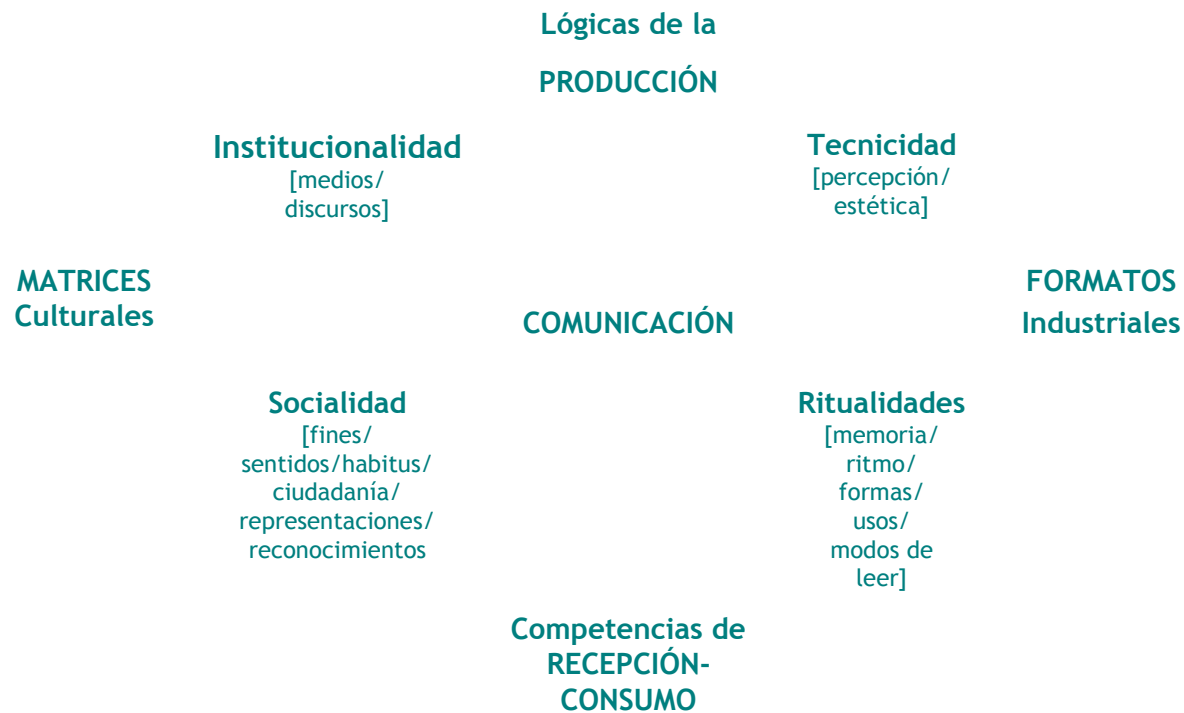 Lógicas de la
PRODUCCIÓN
Institucionalidad
[medios/
discursos]
Tecnicidad
[percepción/
estética]
MATRICES
Culturales
COMUNICACIÓN
FORMATOS
Industriales
Socialidad
[fines/
sentidos/habitus/
ciudadanía/
representaciones/
reconocimientos
Ritualidades
[memoria/
ritmo/
formas/
usos/
modos de
leer]
Competencias de
RECEPCIÓN-
CONSUMO